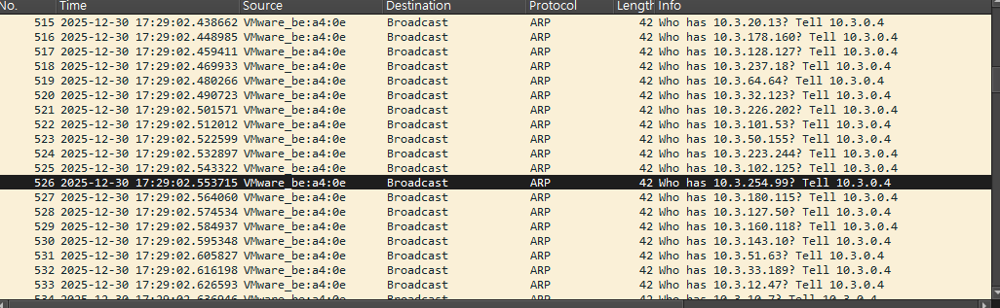 No. Time Source Destination Protocol Length Info
515 2025-12-30 17:29:02.438662 VMware_be:a4:0e Broadcast ARP 42 Who has 10.3.20.13? Tell 10.3.0.4
516 2025-12-30 17:29:02.448985 VMware_be:a4:0e Broadcast ARP 42 Who has 10.3.178.160? Tell 10.3.0.4
517 2025-12-30 17:29:02.459411 VMware_be:a4:0e Broadcast ARP 42 Who has 10.3.128.127? Tell 10.3.0.4
518 2025-12-30 17:29:02.469933 VMware_be:a4:0e Broadcast ARP 42 Who has 10.3.237.18? Tell 10.3.0.4
519 2025-12-30 17:29:02.480266 VMware_be:a4:0e Broadcast ARP 42 Who has 10.3.64.64? Tell 10.3.0.4
520 2025-12-30 17:29:02.490723 VMware_be:a4:0e Broadcast ARP 42 Who has 10.3.32.123? Tell 10.3.0.4
521 2025-12-30 17:29:02.501571 VMware_be:a4:0e Broadcast ARP 42 Who has 10.3.226.202? Tell 10.3.0.4
522 2025-12-30 17:29:02.512012 VMware_be:a4:0e Broadcast ARP 42 Who has 10.3.101.53? Tell 10.3.0.4
523 2025-12-30 17:29:02.522599 VMware_be:a4:0e Broadcast ARP 42 Who has 10.3.50.155? Tell 10.3.0.4
524 2025-12-30 17:29:02.532897 VMware_be:a4:0e Broadcast ARP 42 Who has 10.3.223.244? Tell 10.3.0.4
525 2025-12-30 17:29:02.543322 VMware_be:a4:0e Broadcast ARP 42 Who has 10.3.102.125? Tell 10.3.0.4
526 2025-12-30 17:29:02.553715 VMware_be:a4:0e Broadcast ARP 42 Who has 10.3.254.99? Tell 10.3.0.4
527 2025-12-30 17:29:02.564060 VMware_be:a4:0e Broadcast ARP 42 Who has 10.3.180.115? Tell 10.3.0.4
528 2025-12-30 17:29:02.574534 VMware_be:a4:0e Broadcast ARP 42 Who has 10.3.127.50? Tell 10.3.0.4
529 2025-12-30 17:29:02.584937 VMware_be:a4:0e Broadcast ARP 42 Who has 10.3.160.118? Tell 10.3.0.4
530 2025-12-30 17:29:02.595348 VMware_be:a4:0e Broadcast ARP 42 Who has 10.3.143.10? Tell 10.3.0.4
531 2025-12-30 17:29:02.605827 VMware_be:a4:0e Broadcast ARP 42 Who has 10.3.51.63? Tell 10.3.0.4
532 2025-12-30 17:29:02.616198 VMware_be:a4:0e Broadcast ARP 42 Who has 10.3.33.189? Tell 10.3.0.4
533 2025-12-30 17:29:02.626593 VMware_be:a4:0e Broadcast ARP 42 Who has 10.3.12.47? Tell 10.3.0.4